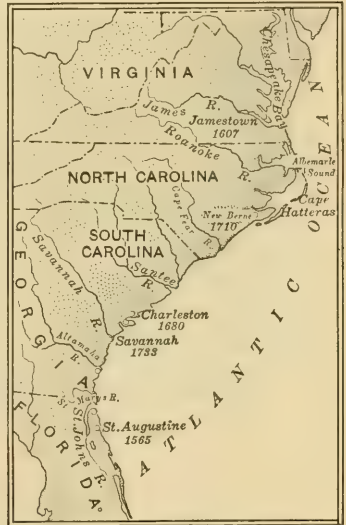 VIRGINIA
Chesapeake Bay
James R.
Jamestown
1607
Roanoke R.
Albemarle
Sound
NORTH CAROLINA
Cape Fear R.
New Berne
1710
Cape
Hatteras
SOUTH
CAROLINA
Santee
R.
Savannah R.
GEORGIA
Charleston
1680
Savannah
1733
Altamaha
R.
St. Marys R.
St. Johns R.
St. Augustine
1565
FLORIDA
ATLANTIC OCEAN